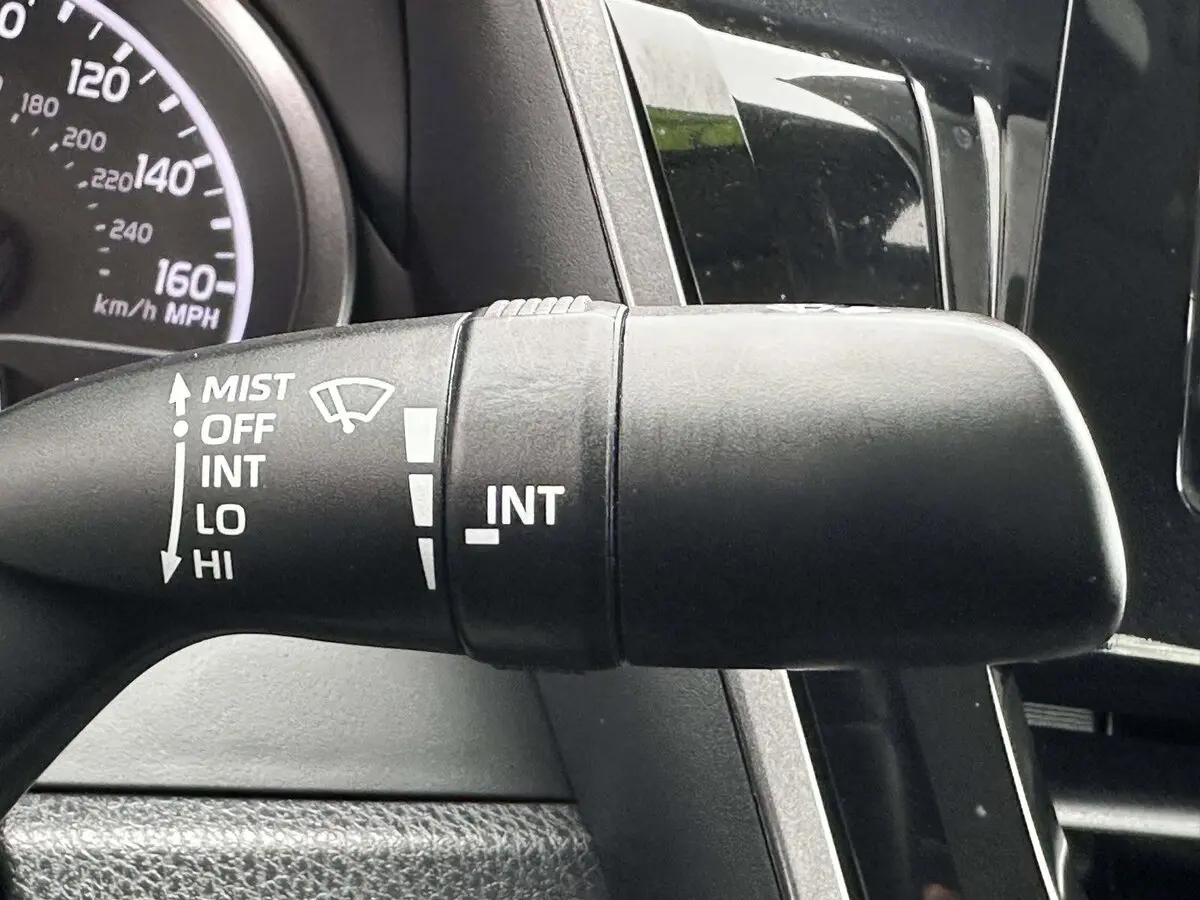 120
180
200
220
140
240
160
km/h MPH
MIST
OFF
INT
LO
HI
INT